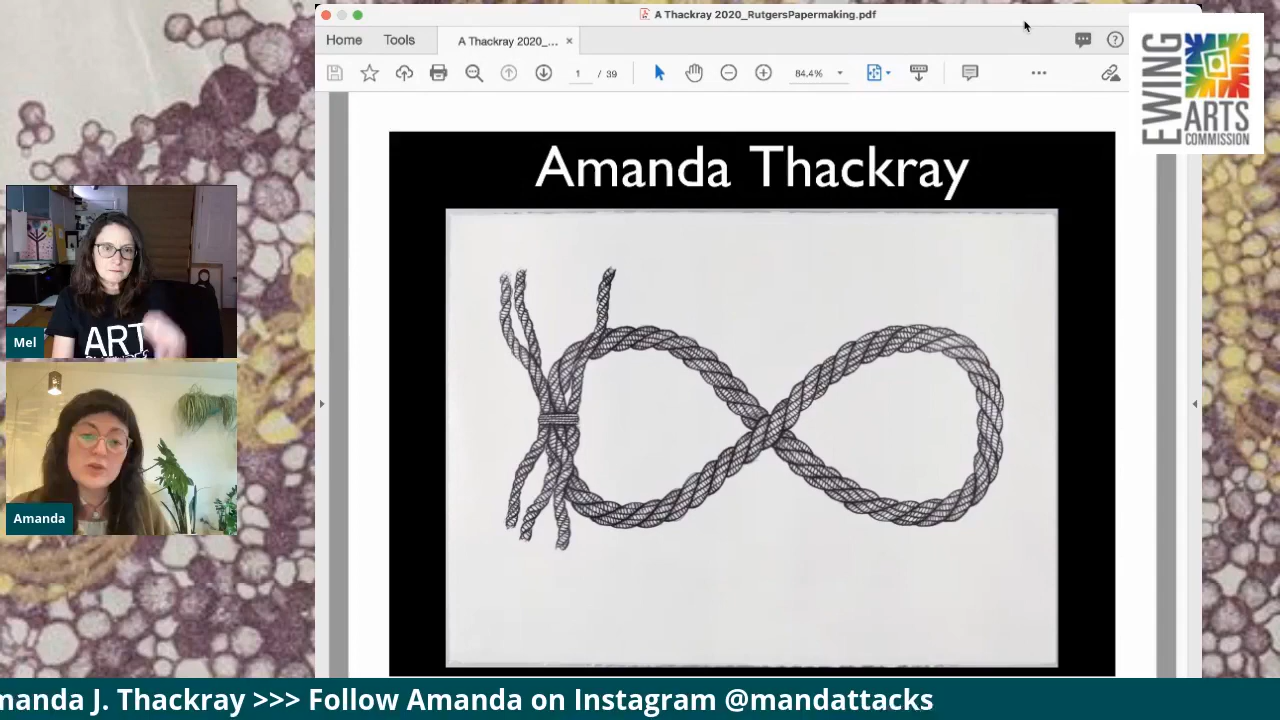 A Thackray 2020_RutgersPapermaking.pdf
Home
Tools
A Thackray 2020_...
1
/ 39
84.4%
EWING
ARTS
COMMISSION
Amanda Thackray
ART
Mel
Amanda
manda J. Thackray >>> Follow Amanda on Instagram @mandattacks